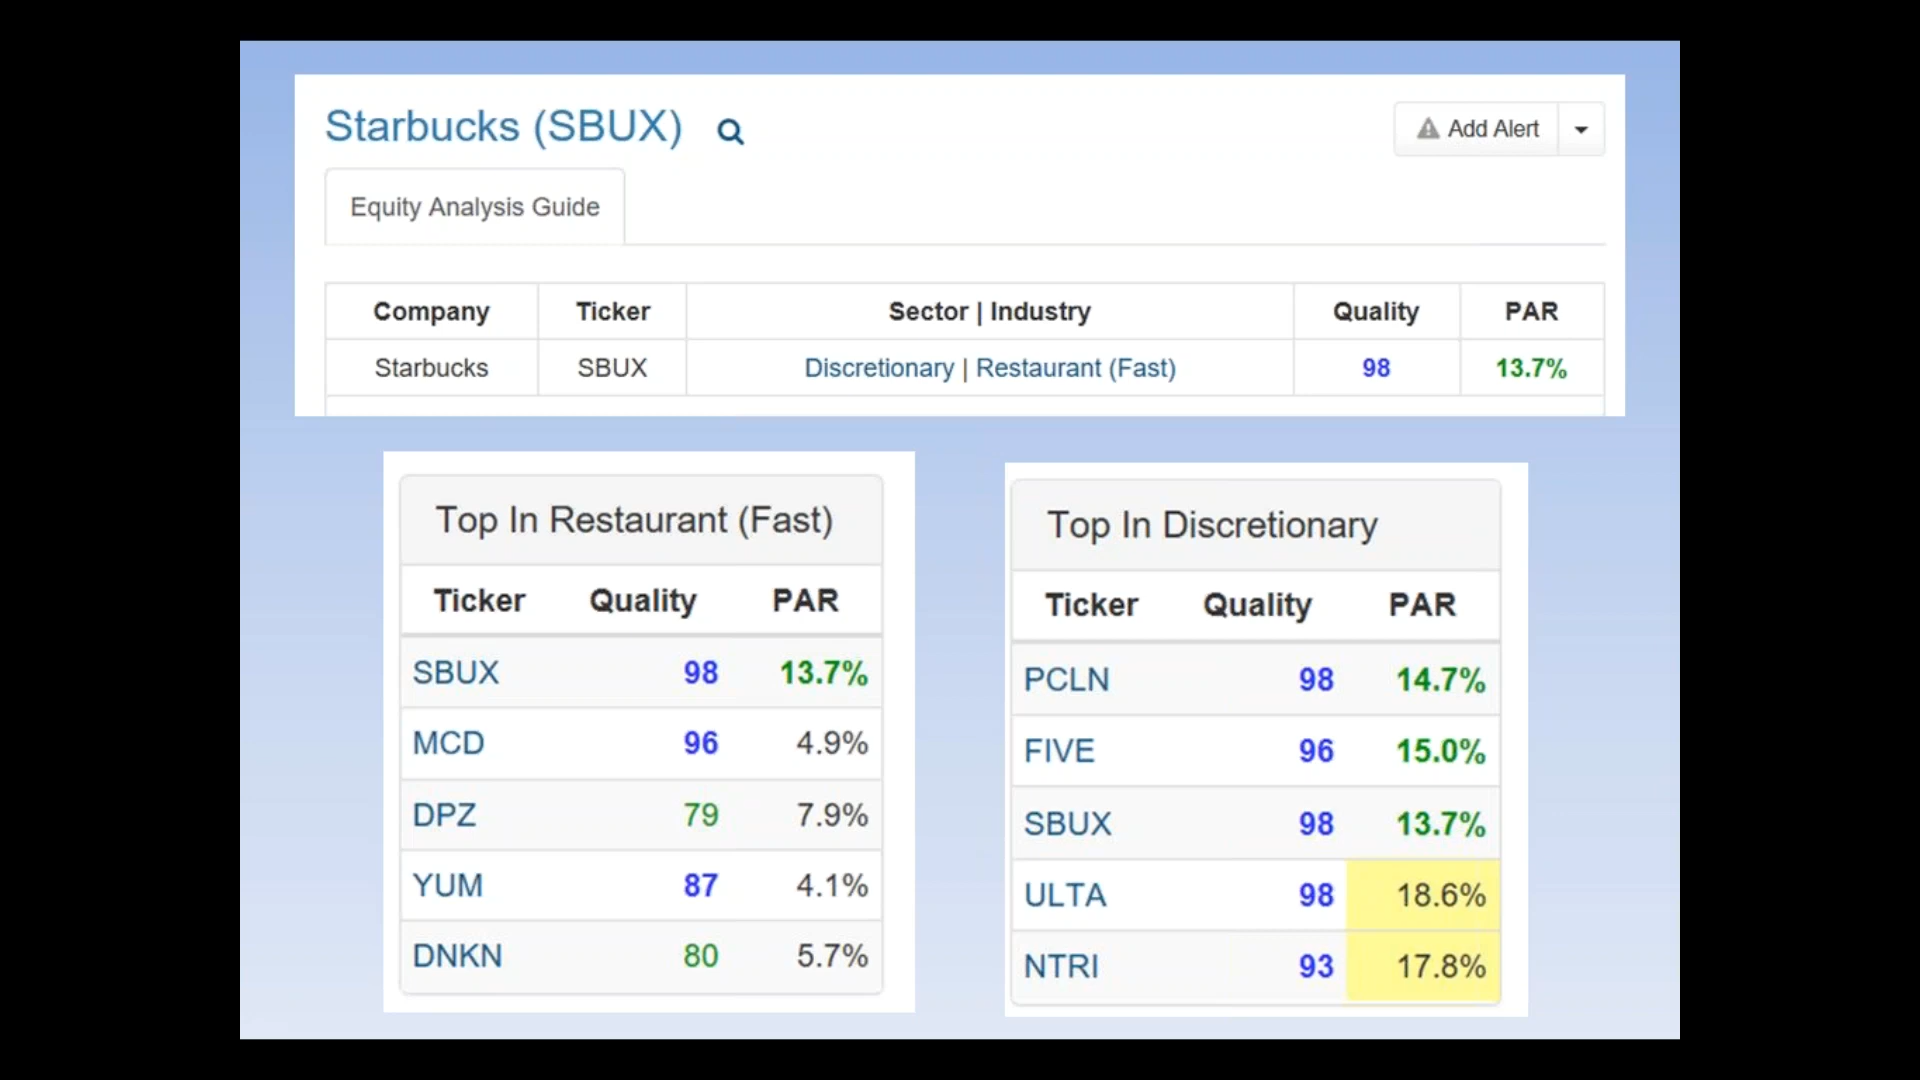 Starbucks (SBUX)
Add Alert
Equity Analysis Guide
Company Ticker Sector | Industry Quality PAR
Starbucks SBUX Discretionary | Restaurant (Fast) 98 13.7%
Top In Restaurant (Fast)
Ticker Quality PAR
SBUX 98 13.7%
MCD 96 4.9%
DPZ 79 7.9%
YUM 87 4.1%
DNKN 80 5.7%
Top In Discretionary
Ticker Quality PAR
PCLN 98 14.7%
FIVE 96 15.0%
SBUX 98 13.7%
ULTA 98 18.6%
NTRI 93 17.8%